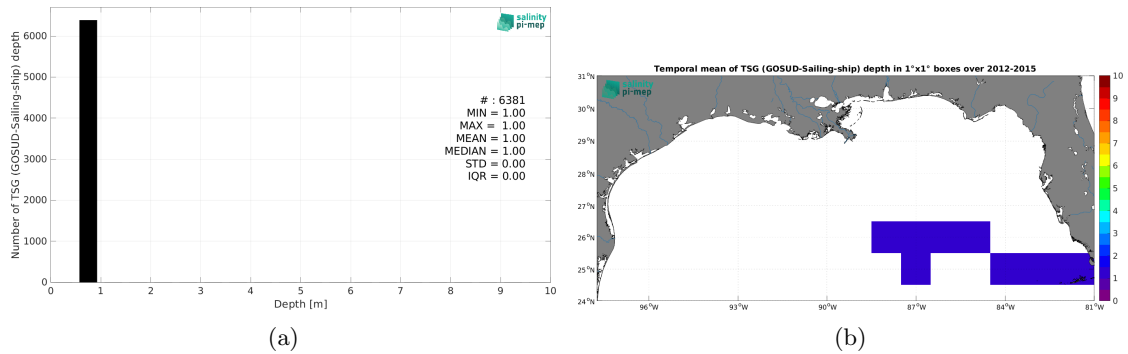 salinity
pi-mep
Number of TSG (GOSUD-Sailing-ship) depth
6000
5000
4000
3000
2000
1000
0
# : 6381
MIN = 1.00
MAX = 1.00
MEAN = 1.00
MEDIAN = 1.00
STD = 0.00
IQR = 0.00
0 1 2 3 4 5 6 7 8 9 10
Depth [m]
(a)
Temporal mean of TSG (GOSUD-Sailing-ship) depth in 1°x1° boxes over 2012-2015
salinity
pi-mep
31°N
30°N
29°N
28°N
27°N
26°N
25°N
24°N
96°W 93°W 90°W 87°W 84°W 81°W
10
9
8
7
6
5
4
3
2
1
0
(b)